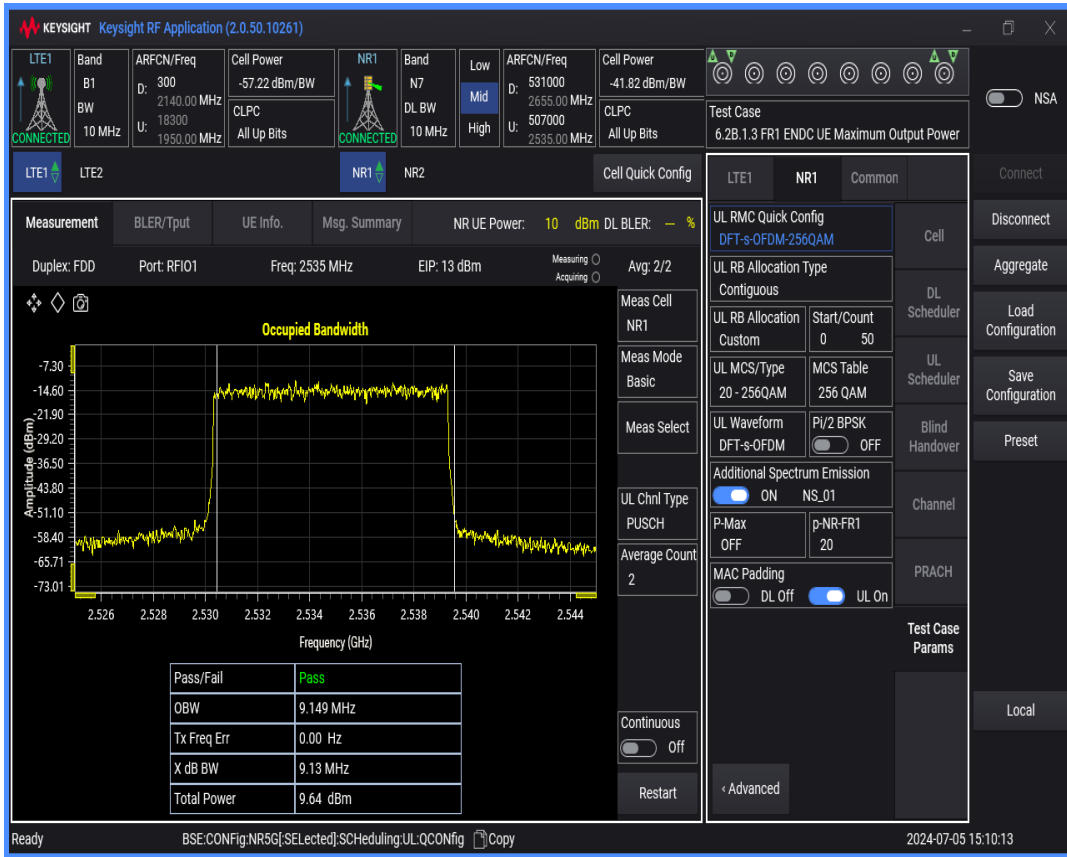 KEYSIGHT Keysight RF Application (2.0.50.10261)
LTE1
CONNECTED
Band
B1
BW
10 MHz
ARFCN/Freq
D: 300
2140.00 MHz
U: 18300
1950.00 MHz
Cell Power
-57.22 dBm/BW
CLPC
All Up Bits
NR1
CONNECTED
Band
N7
DL BW
10 MHz
Low
Mid
High
ARFCN/Freq
D: 531000
2655.00 MHz
U: 507000
2535.00 MHz
Cell Power
-41.82 dBm/BW
CLPC
All Up Bits
Test Case
6.2B.1.3 FR1 ENDC UE Maximum Output Power
NSA
LTE1 LTE2 NR1 NR2 Cell Quick Config
Measurement BLER/Tput UE Info. Msg. Summary NR UE Power: 10 dBm DL BLER: — %
Duplex: FDD Port: RFIO1 Freq: 2535 MHz EIP: 13 dBm Measuring Acquiring Avg: 2/2
Occupied Bandwidth
Amplitude (dBm)
-7.30
-14.60
-21.90
-29.20
-36.50
-43.80
-51.10
-58.40
-65.71
-73.01
2.526 2.528 2.530 2.532 2.534 2.536 2.538 2.540 2.542 2.544
Frequency (GHz)
Pass/Fail Pass
OBW 9.149 MHz
Tx Freq Err 0.00 Hz
X dB BW 9.13 MHz
Total Power 9.64 dBm
Meas Cell
NR1
Meas Mode
Basic
Meas Select
UL Chnl Type
PUSCH
Average Count
2
Continuous
Off
Restart
LTE1 NR1 Common
UL RMC Quick Config
DFT-s-OFDM-256QAM
UL RB Allocation Type
Contiguous
UL RB Allocation
Custom
Start/Count
0 50
UL MCS/Type
20 - 256QAM
MCS Table
256 QAM
UL Waveform
DFT-s-OFDM
Pi/2 BPSK
OFF
Additional Spectrum Emission
ON NS_01
P-Max
OFF
p-NR-FR1
20
MAC Padding
DL Off UL On
‹ Advanced
Cell
DL
Scheduler
UL
Scheduler
Blind
Handover
Channel
PRACH
Test Case
Params
Connect
Disconnect
Aggregate
Load
Configuration
Save
Configuration
Preset
Local
Ready BSE:CONFig:NR5G[:SELected]:SCHeduling:UL:QCONfig Copy 2024-07-05 15:10:13